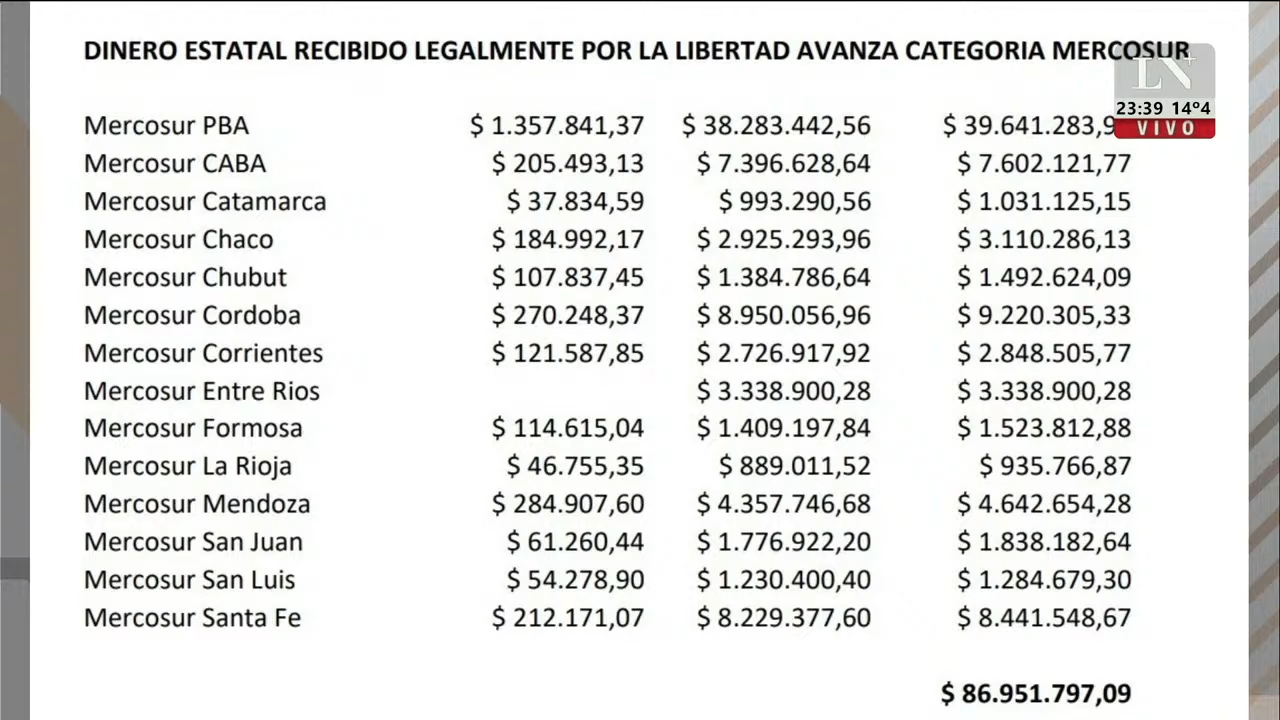 DINERO ESTATAL RECIBIDO LEGALMENTE POR LA LIBERTAD AVANZA CATEGORIA MERCOSUR
LN
23:39 14º4
VIVO
Mercosur PBA $ 1.357.841,37 $ 38.283.442,56 $ 39.641.283,9
Mercosur CABA $ 205.493,13 $ 7.396.628,64 $ 7.602.121,77
Mercosur Catamarca $ 37.834,59 $ 993.290,56 $ 1.031.125,15
Mercosur Chaco $ 184.992,17 $ 2.925.293,96 $ 3.110.286,13
Mercosur Chubut $ 107.837,45 $ 1.384.786,64 $ 1.492.624,09
Mercosur Cordoba $ 270.248,37 $ 8.950.056,96 $ 9.220.305,33
Mercosur Corrientes $ 121.587,85 $ 2.726.917,92 $ 2.848.505,77
Mercosur Entre Rios $ 3.338.900,28 $ 3.338.900,28
Mercosur Formosa $ 114.615,04 $ 1.409.197,84 $ 1.523.812,88
Mercosur La Rioja $ 46.755,35 $ 889.011,52 $ 935.766,87
Mercosur Mendoza $ 284.907,60 $ 4.357.746,68 $ 4.642.654,28
Mercosur San Juan $ 61.260,44 $ 1.776.922,20 $ 1.838.182,64
Mercosur San Luis $ 54.278,90 $ 1.230.400,40 $ 1.284.679,30
Mercosur Santa Fe $ 212.171,07 $ 8.229.377,60 $ 8.441.548,67
$ 86.951.797,09